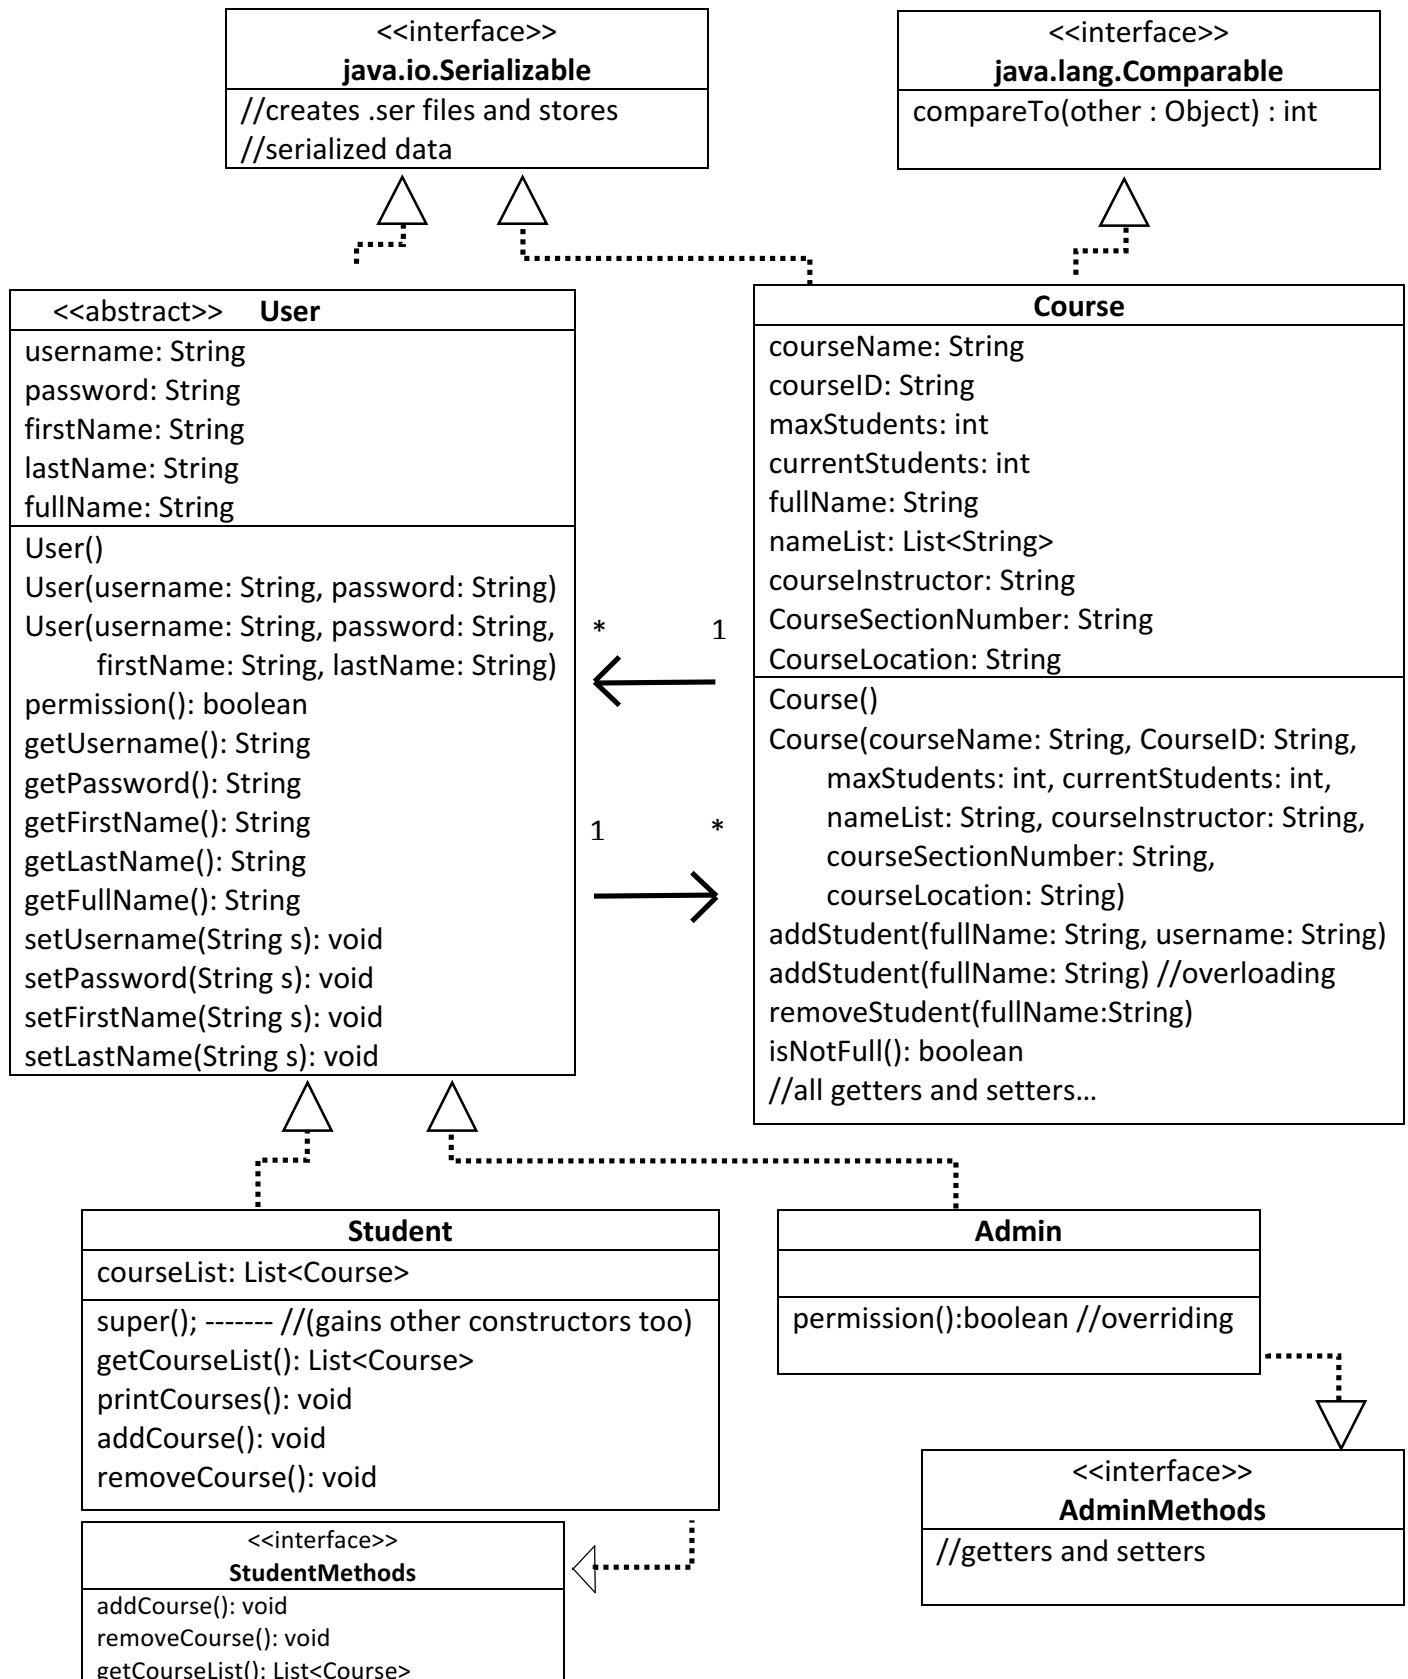 <<interface>>
java.io.Serializable
//creates .ser files and stores
//serialized data
<<interface>>
java.lang.Comparable
compareTo(other : Object) : int
<<abstract>> User
username: String
password: String
firstName: String
lastName: String
fullName: String
User()
User(username: String, password: String)
User(username: String, password: String,
firstName: String, lastName: String)
permission(): boolean
getUsername(): String
getPassword(): String
getFirstName(): String
getLastName(): String
getFullName(): String
setUsername(String s): void
setPassword(String s): void
setFirstName(String s): void
setLastName(String s): void
* 1
1 *
Course
courseName: String
courseID: String
maxStudents: int
currentStudents: int
fullName: String
nameList: List<String>
courseInstructor: String
CourseSectionNumber: String
CourseLocation: String
Course()
Course(courseName: String, CourseID: String,
maxStudents: int, currentStudents: int,
nameList: String, courseInstructor: String,
courseSectionNumber: String,
courseLocation: String)
addStudent(fullName: String, username: String)
addStudent(fullName: String) //overloading
removeStudent(fullName:String)
isNotFull(): boolean
//all getters and setters…
Student
courseList: List<Course>
super(); ------- //(gains other constructors too)
getCourseList(): List<Course>
printCourses(): void
addCourse(): void
removeCourse(): void
Admin
permission():boolean //overriding
<<interface>>
StudentMethods
addCourse(): void
removeCourse(): void
getCourseList(): List<Course>
<<interface>>
AdminMethods
//getters and setters